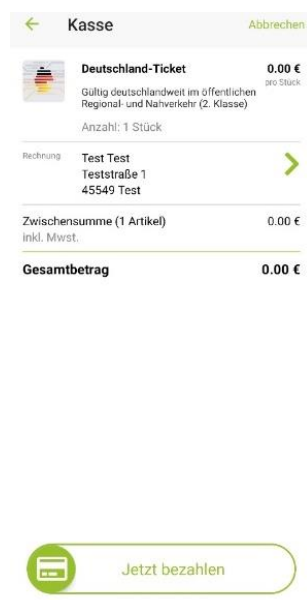 Kasse
Abbrechen
Deutschland-Ticket
0.00 €
pro Stück
Gültig deutschlandweit im öffentlichen
Regional- und Nahverkehr (2. Klasse)
Anzahl: 1 Stück
Rechnung
Test Test
Teststraße 1
45549 Test
Zwischensumme (1 Artikel)
0.00 €
inkl. Mwst.
Gesamtbetrag
0.00 €
Jetzt bezahlen